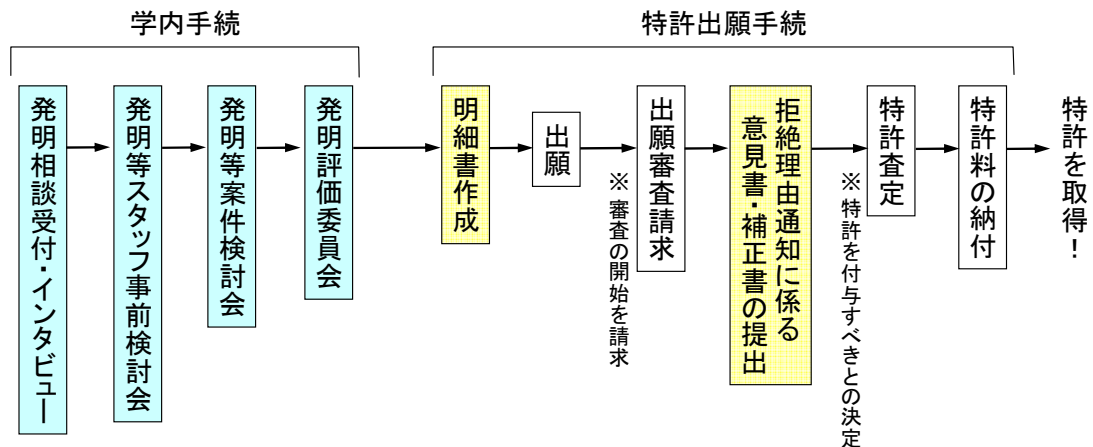 学内手続
特許出願手続
発明相談受付・インタビュー
発明等スタッフ事前検討会
発明等案件検討会
発明評価委員会
明細書作成
出願
※審査の開始を請求
出願審査請求
拒絶理由通知に係る
意見書・補正書の提出
※特許を付与すべきとの決定
特許査定
特許料の納付
特許を取得！